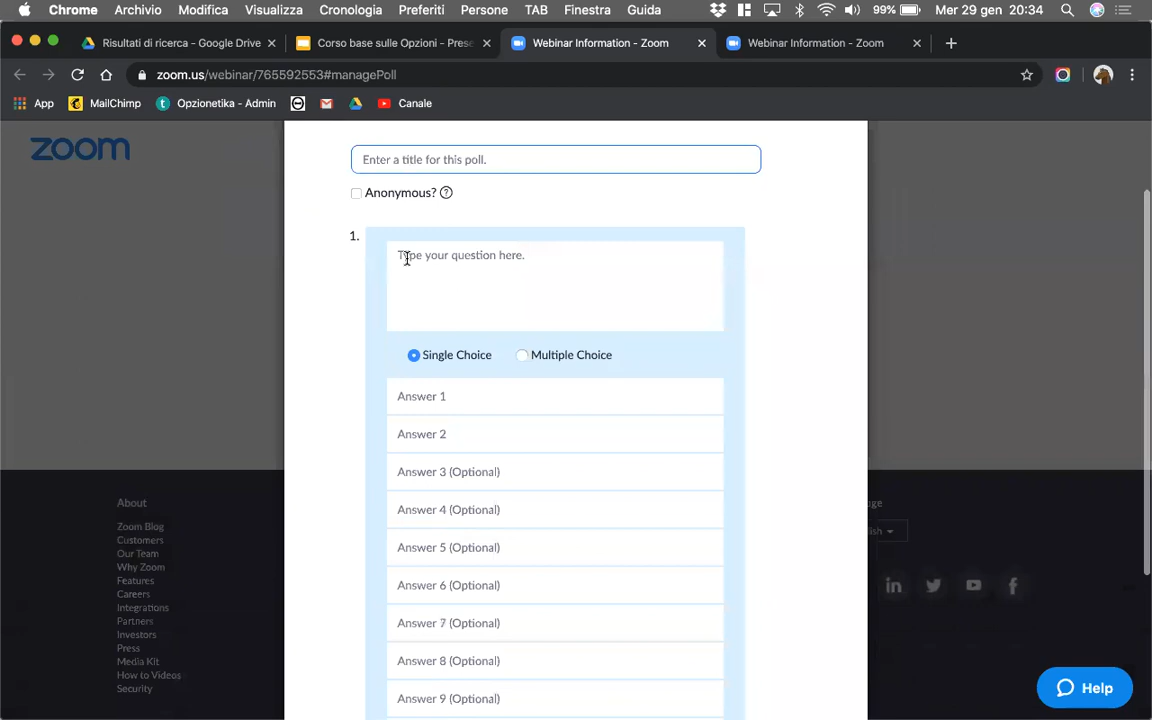 Chrome Archivio Modifica Visualizza Cronologia Preferiti Persone TAB Finestra Guida 99% Mer 29 gen 20:34
Risultati di ricerca - Google Drive
Corso base sulle Opzioni - Prese
Webinar Information - Zoom
Webinar Information - Zoom
zoom.us/webinar/765592553#managePoll
App MailChimp Opzionetika - Admin Canale
zoom
Enter a title for this poll.
Anonymous? ?
1.
Type your question here.
Single Choice Multiple Choice
Answer 1
Answer 2
Answer 3 (Optional)
Answer 4 (Optional)
Answer 5 (Optional)
Answer 6 (Optional)
Answer 7 (Optional)
Answer 8 (Optional)
Answer 9 (Optional)
About
Zoom Blog
Customers
Our Team
Why Zoom
Features
Careers
Integrations
Partners
Investors
Press
Media Kit
How to Videos
Security
Help